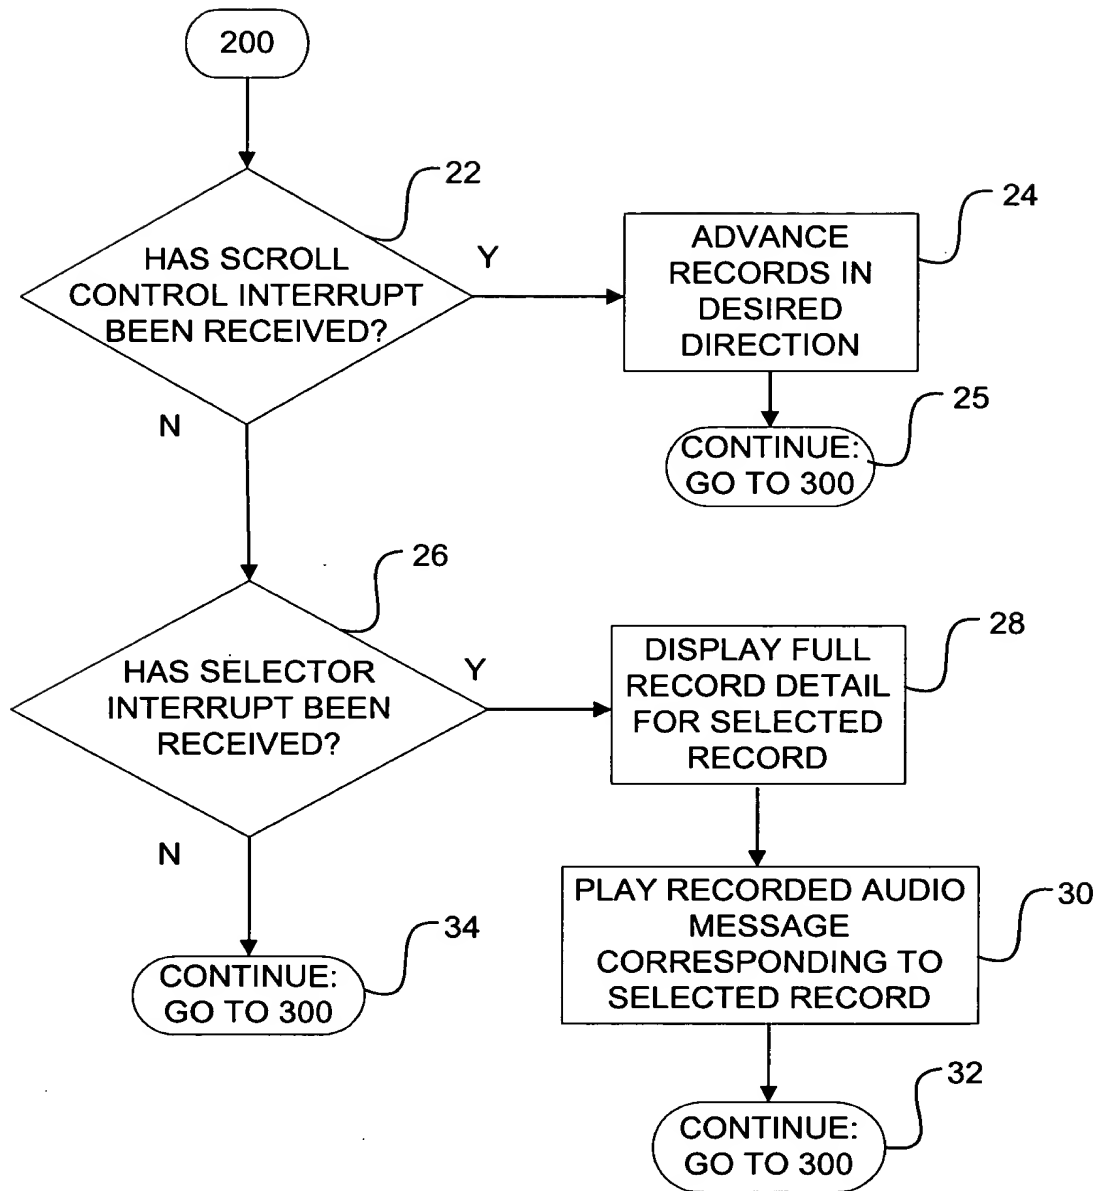 200
22
HAS SCROLL
CONTROL INTERRUPT
BEEN RECEIVED?
Y
24
ADVANCE
RECORDS IN
DESIRED
DIRECTION
N
25
CONTINUE:
GO TO 300
26
HAS SELECTOR
INTERRUPT BEEN
RECEIVED?
Y
28
DISPLAY FULL
RECORD DETAIL
FOR SELECTED
RECORD
N
30
PLAY RECORDED AUDIO
MESSAGE
CORRESPONDING TO
SELECTED RECORD
34
CONTINUE:
GO TO 300
32
CONTINUE:
GO TO 300